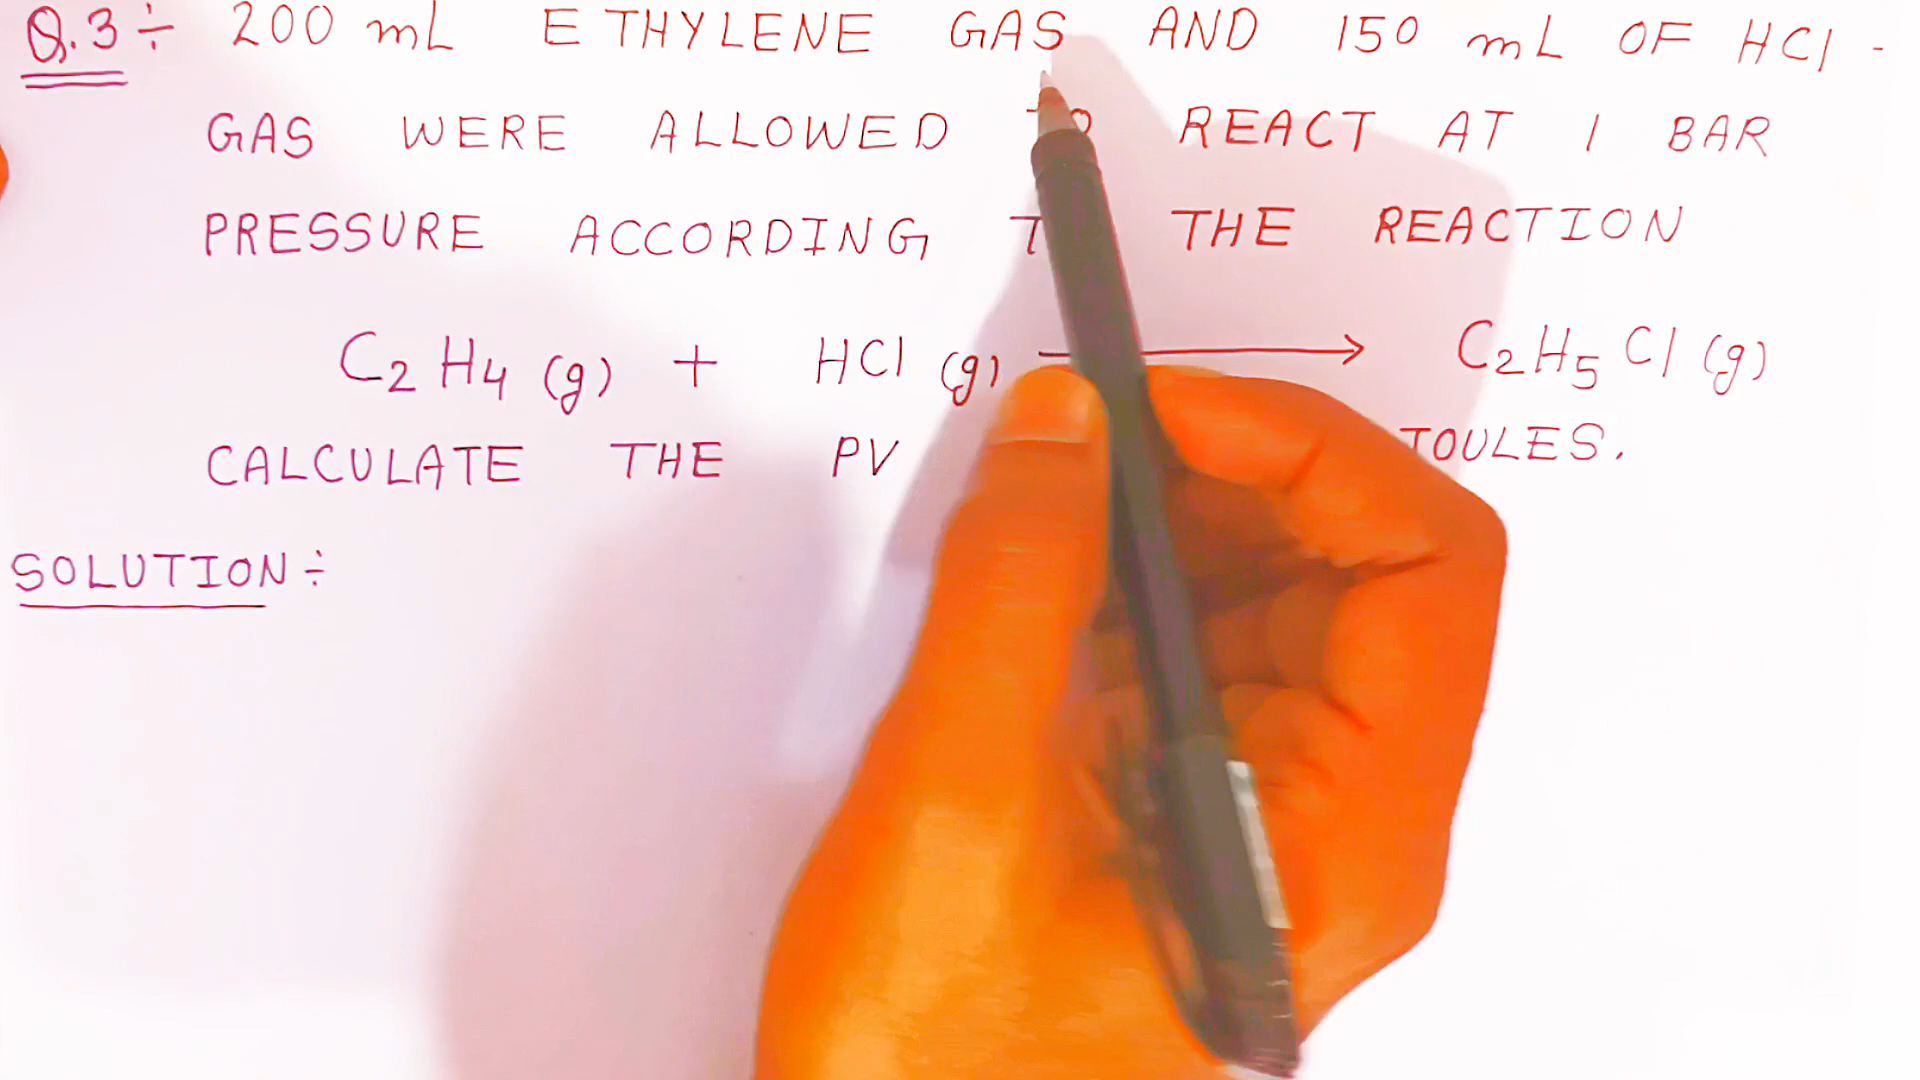 Q.3÷ 200 mL ETHYLENE GAS AND 150 mL OF HCl -
GAS WERE ALLOWED REACT AT 1 BAR
PRESSURE ACCORDING THE REACTION
C₂H₄ (g) + HCl (g) → C₂H₅Cl (g)
CALCULATE THE PV JOULES.
SOLUTION÷